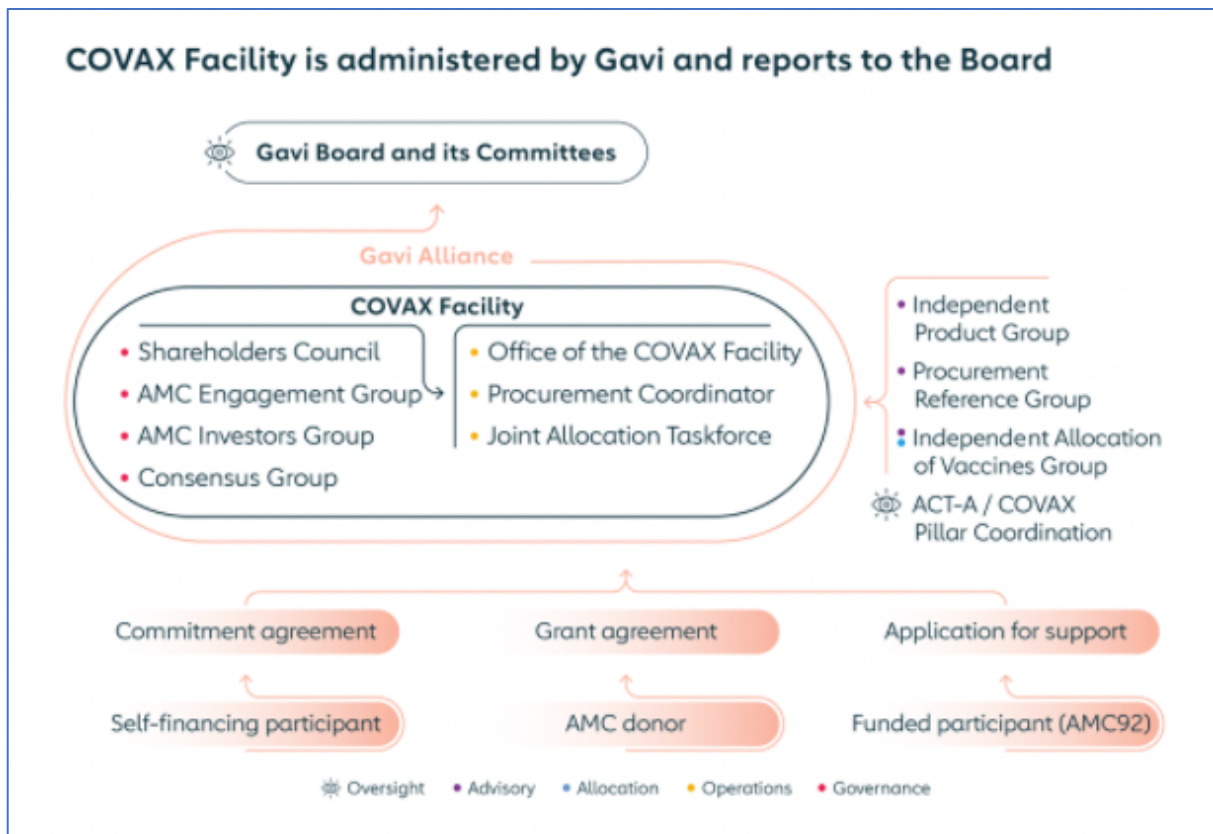 COVAX Facility is administered by Gavi and reports to the Board
Gavi Board and its Committees
Gavi Alliance
COVAX Facility
Shareholders Council
AMC Engagement Group
AMC Investors Group
Consensus Group
Office of the COVAX Facility
Procurement Coordinator
Joint Allocation Taskforce
Independent
Product Group
Procurement
Reference Group
Independent Allocation
of Vaccines Group
ACT-A / COVAX
Pillar Coordination
Commitment agreement
Grant agreement
Application for support
Self-financing participant
AMC donor
Funded participant (AMC92)
Oversight
Advisory
Allocation
Operations
Governance